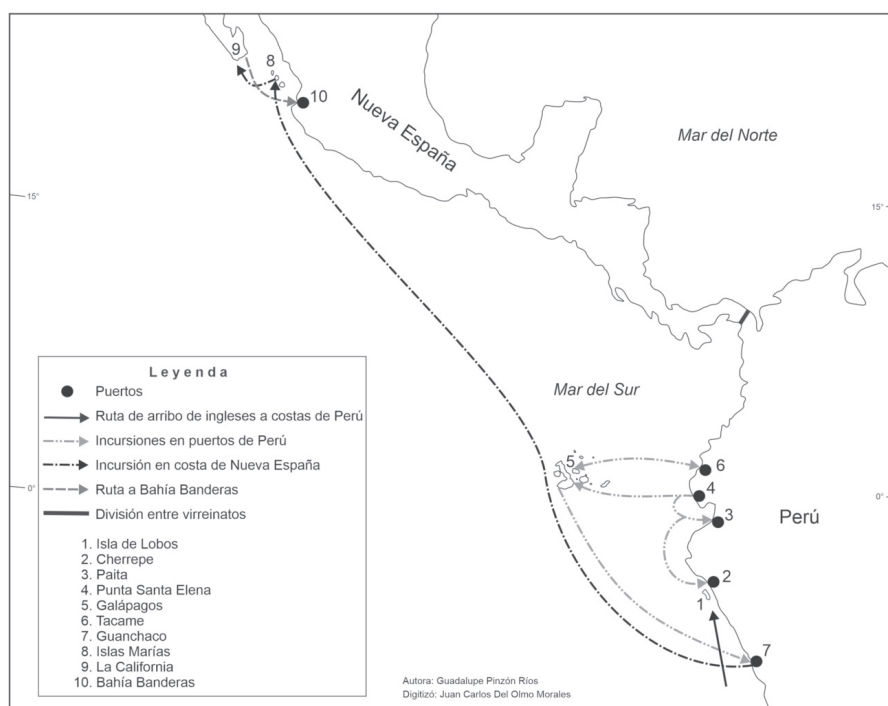 9
8
10
Nueva España
Mar del Norte
15°
15°
Leyenda
Puertos
Ruta de arribo de ingleses a costas de Perú
Incursiones en puertos de Perú
Incursión en costa de Nueva España
Ruta a Bahía Banderas
División entre virreinatos
1. Isla de Lobos
2. Cherrepe
3. Paita
4. Punta Santa Elena
5. Galápagos
6. Tacame
7. Guanchaco
8. Islas Marías
9. La California
10. Bahía Banderas
Mar del Sur
5
6
4
0°
0°
3
Perú
2
1
7
Autora: Guadalupe Pinzón Ríos
Digitizó: Juan Carlos Del Olmo Morales